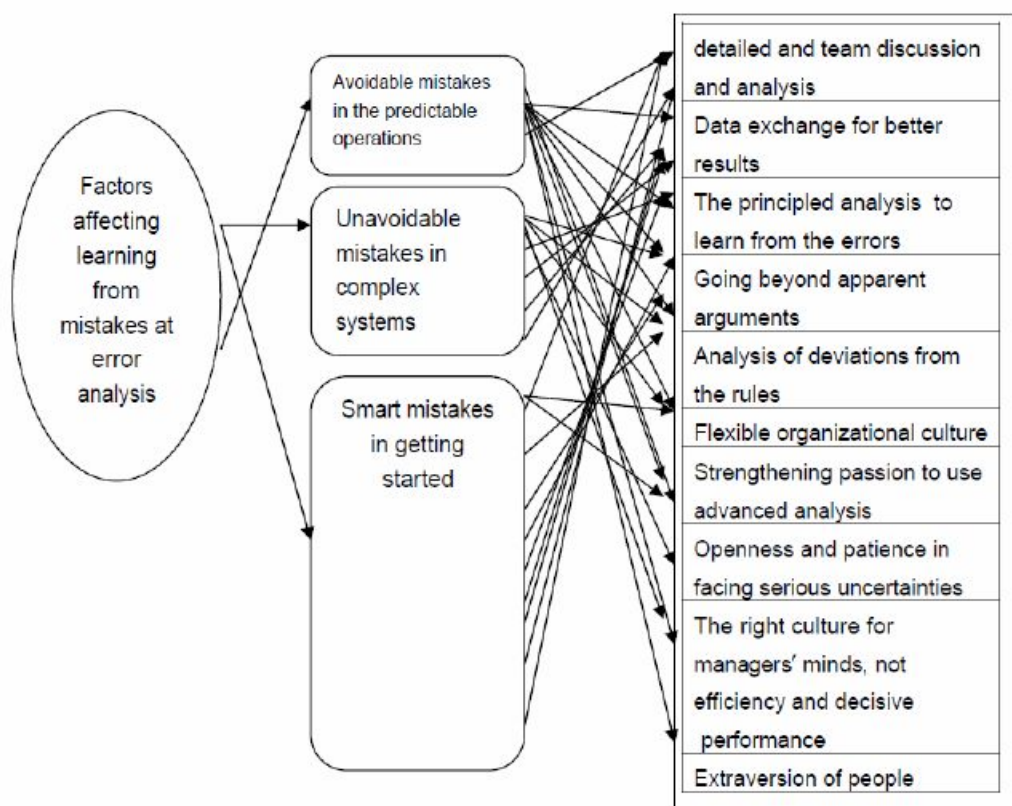 Factors
affecting
learning
from
mistakes at
error
analysis
Avoidable mistakes
in the predictable
operations
Unavoidable
mistakes in
complex
systems
Smart mistakes
in getting
started
detailed and team discussion
and analysis
Data exchange for better
results
The principled analysis to
learn from the errors
Going beyond apparent
arguments
Analysis of deviations from
the rules
Flexible organizational culture
Strengthening passion to use
advanced analysis
Openness and patience in
facing serious uncertainties
The right culture for
managers' minds, not
efficiency and decisive
performance
Extraversion of people